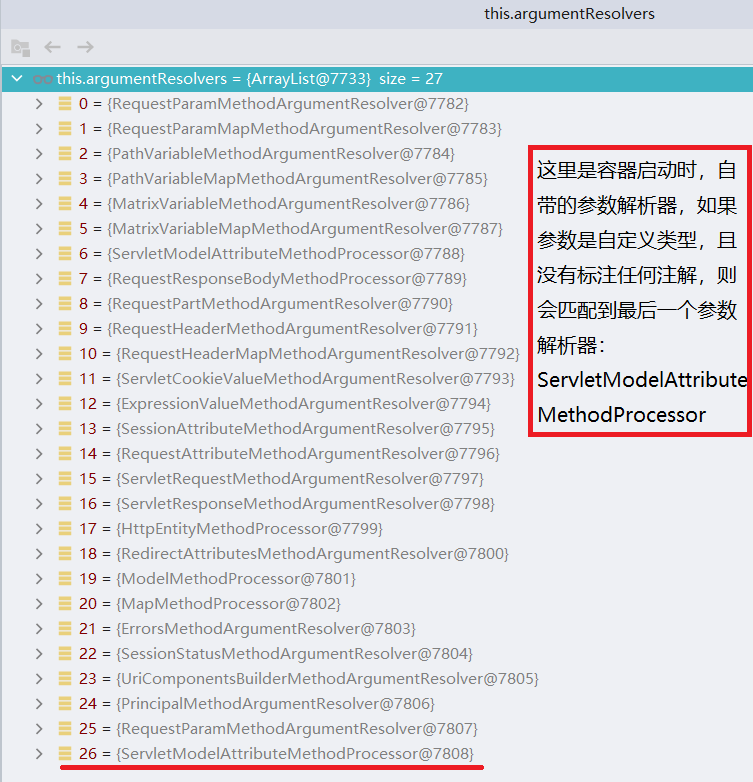 this.argumentResolvers
this.argumentResolvers = {ArrayList@7733} size = 27
0 = {RequestParamMethodArgumentResolver@7782}
1 = {RequestParamMapMethodArgumentResolver@7783}
2 = {PathVariableMethodArgumentResolver@7784}
3 = {PathVariableMapMethodArgumentResolver@7785}
4 = {MatrixVariableMethodArgumentResolver@7786}
5 = {MatrixVariableMapMethodArgumentResolver@7787}
6 = {ServletModelAttributeMethodProcessor@7788}
7 = {RequestResponseBodyMethodProcessor@7789}
8 = {RequestPartMethodArgumentResolver@7790}
9 = {RequestHeaderMethodArgumentResolver@7791}
10 = {RequestHeaderMapMethodArgumentResolver@7792}
11 = {ServletCookieValueMethodArgumentResolver@7793}
12 = {ExpressionValueMethodArgumentResolver@7794}
13 = {SessionAttributeMethodArgumentResolver@7795}
14 = {RequestAttributeMethodArgumentResolver@7796}
15 = {ServletRequestMethodArgumentResolver@7797}
16 = {ServletResponseMethodArgumentResolver@7798}
17 = {HttpEntityMethodProcessor@7799}
18 = {RedirectAttributesMethodArgumentResolver@7800}
19 = {ModelMethodProcessor@7801}
20 = {MapMethodProcessor@7802}
21 = {ErrorsMethodArgumentResolver@7803}
22 = {SessionStatusMethodArgumentResolver@7804}
23 = {UriComponentsBuilderMethodArgumentResolver@7805}
24 = {PrincipalMethodArgumentResolver@7806}
25 = {RequestParamMethodArgumentResolver@7807}
26 = {ServletModelAttributeMethodProcessor@7808}
这里是容器启动时，自
带的参数解析器，如果
参数是自定义类型，且
没有标注任何注解，则
会匹配到最后一个参数
解析器：
ServletModelAttribute
MethodProcessor